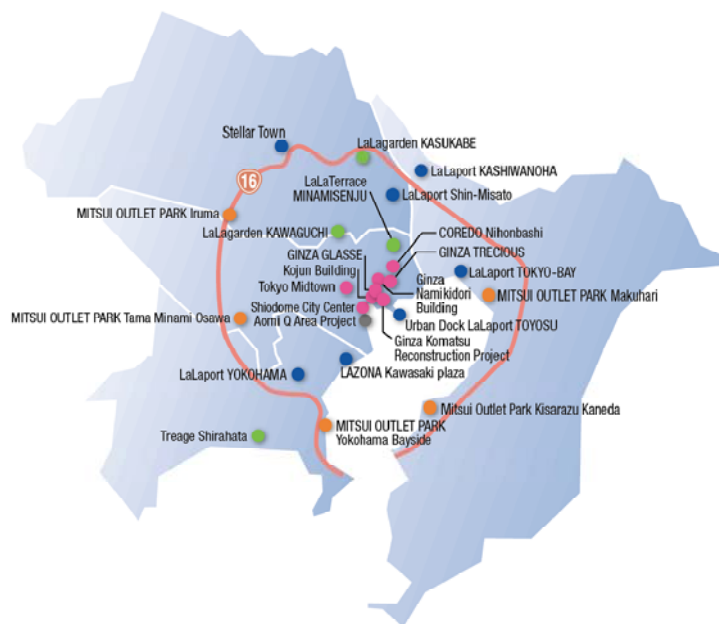 Stellar Town
LaLagarden KASUKABE
LaLaport KASHIWANOHA
16
LaLaTerrace
MINAMISENJU
LaLaport Shin-Misato
MITSUI OUTLET PARK Iruma
LaLagarden KAWAGUCHI
COREDO Nihonbashi
GINZA GLASSE
GINZA TRECIOUS
Kojun Building
Tokyo Midtown
Ginza
Namikidori
Building
LaLaport TOKYO-BAY
MITSUI OUTLET PARK Makuhari
Shiodome City Center
Aomi Q Area Project
MITSUI OUTLET PARK Tama Minami Osawa
Urban Dock LaLaport TOYOSU
Ginza Komatsu
Reconstruction Project
LaLaport YOKOHAMA
LAZONA Kawasaki plaza
Mitsui Outlet Park Kisarazu Kaneda
MITSUI OUTLET PARK
Yokohama Bayside
Treage Shirahata